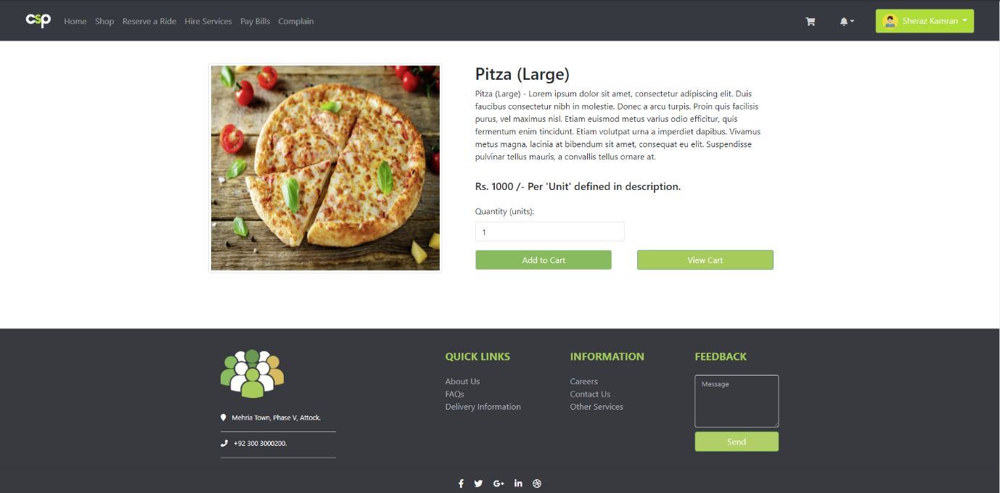 csp Home Shop Reserve a Ride Hire Services Pay Bills Complain Sheraz Kamran
Pitza (Large)
Pitza (Large) - Lorem ipsum dolor sit amet, consectetur adipiscing elit. Duis
faucibus consectetur nibh in molestie. Donec a arcu turpis. Proin quis facilisis
purus, vel maximus nisl. Etiam euismod metus varius odio efficitur, quis
fermentum enim tincidunt. Etiam volutpat urna a imperdiet dapibus. Vivamus
metus magna, lacinia at bibendum sit amet, consequat eu elit. Suspendisse
pulvinar tellus mauris, a convallis tellus ornare at.
Rs. 1000 /- Per 'Unit' defined in description.
Quantity (units):
1
Add to Cart View Cart
Mehria Town, Phase V, Attock.
+92 300 3000200.
QUICK LINKS
About Us
FAQs
Delivery Information
INFORMATION
Careers
Contact Us
Other Services
FEEDBACK
Message
Send